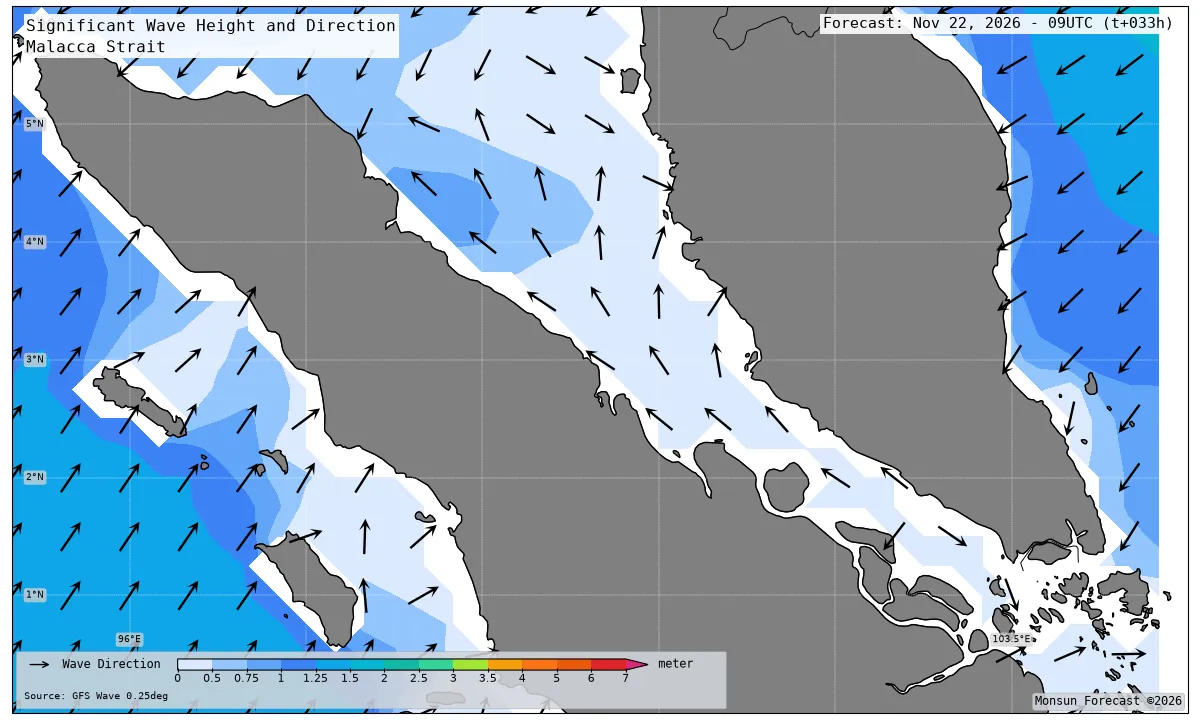 Significant Wave Height and Direction
Malacca Strait
Forecast: Nov 22, 2026 - 09UTC (t+033h)
5°N
4°N
3°N
2°N
1°N
96°E
103.5°E
Wave Direction
meter
0 0.5 0.75 1 1.25 1.5 2 2.5 3 3.5 4 5 6 7
Source: GFS Wave 0.25deg
Monsun Forecast ©2026